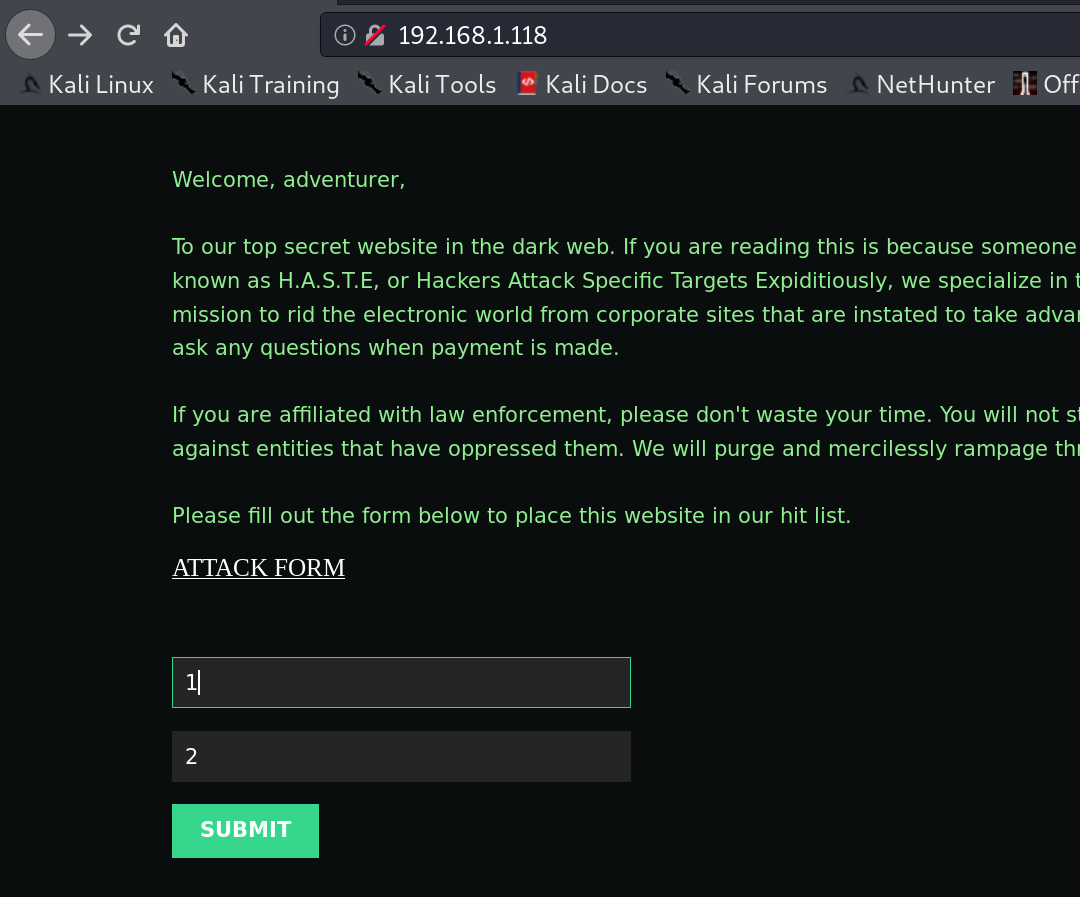 192.168.1.118
Kali Linux Kali Training Kali Tools Kali Docs Kali Forums NetHunter Off
Welcome, adventurer,
To our top secret website in the dark web. If you are reading this is because someone
known as H.A.S.T.E, or Hackers Attack Specific Targets Expiditiously, we specialize in t
mission to rid the electronic world from corporate sites that are instated to take advan
ask any questions when payment is made.
If you are affiliated with law enforcement, please don't waste your time. You will not st
against entities that have oppressed them. We will purge and mercilessly rampage thr
Please fill out the form below to place this website in our hit list.
ATTACK FORM
1
2
SUBMIT